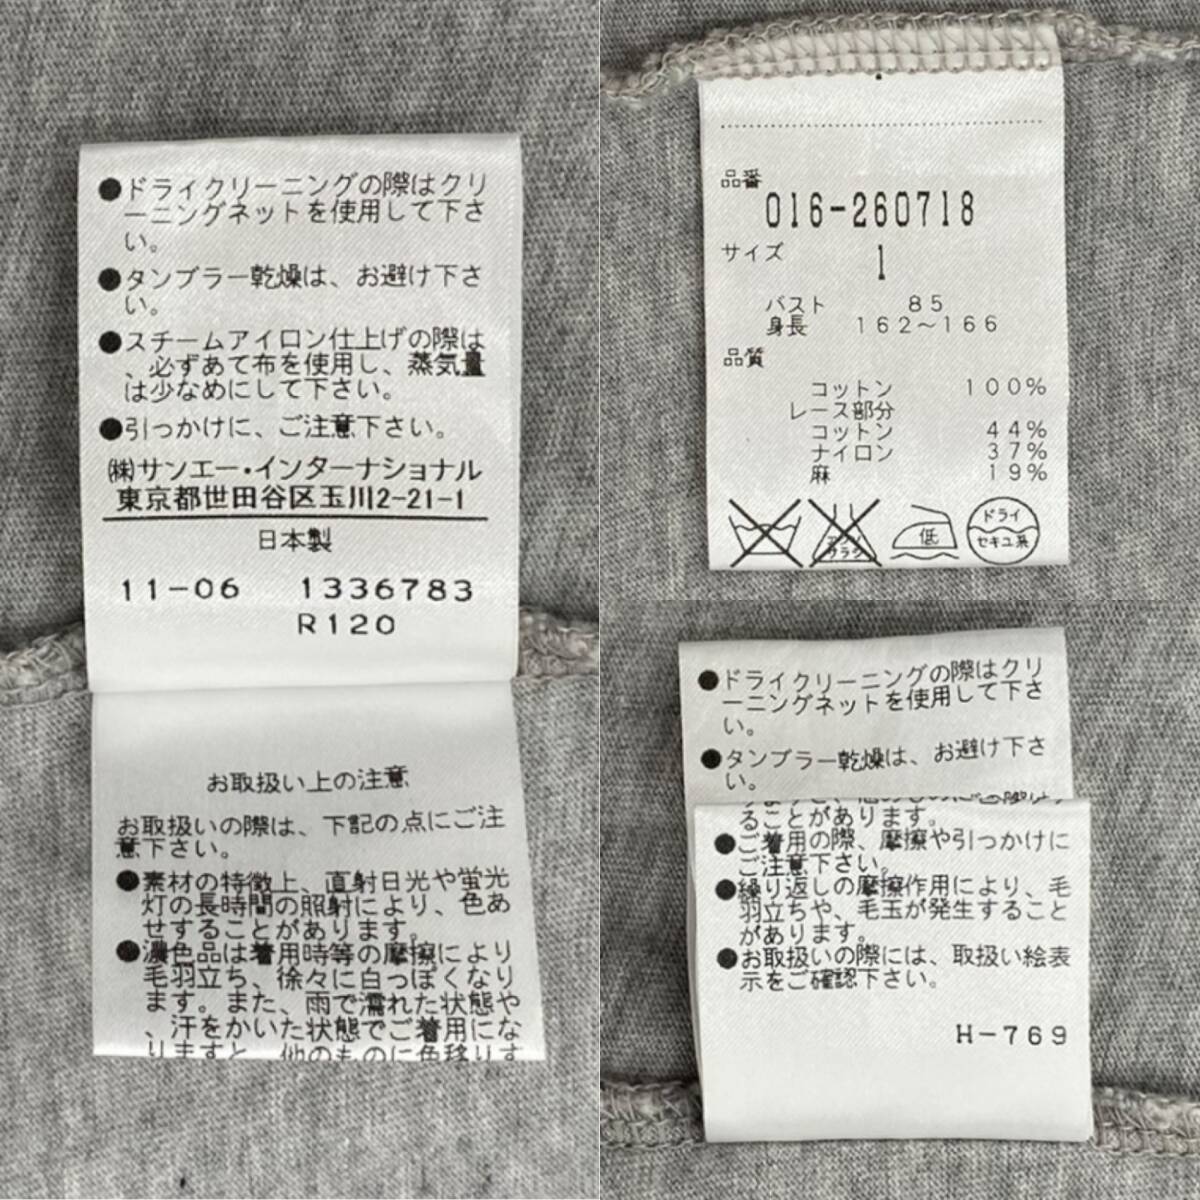 ●ドライクリーニングの際はクリ
ーニングネットを使用して下さ
い。
●タンブラー乾燥は、お避け下さ
い。
●スチームアイロン仕上げの際は
、必ずあて布を使用し、蒸気量
は少なめにして下さい。
●引っかけに、ご注意下さい。
㈱サンエー・インターナショナル
東京都世田谷区玉川2-21-1
日本製
11-06 1336783
R120
お取扱い上の注意
お取扱いの際は、下記の点にご注
意下さい。
●素材の特徴上、直射日光や蛍光
灯の長時間の照射により、色あ
せすることがあります。
●濃色品は着用時等の摩擦により
毛羽立ち、徐々に白っぽくなり
ます。また、雨で濡れた状態や
、汗をかいた状態でご着用にな
りますと、他のものに色移りす
品番
016-260718
サイズ
1
バスト 85
身長 162～166
品質
コットン 100%
レース部分
コットン 44%
ナイロン 37%
麻 19%
エンソ
サラシ
低
ドライ
セキユ系
●ドライクリーニングの際はクリ
ーニングネットを使用して下さ
い。
●タンブラー乾燥は、お避け下さ
い。
ることがあります。
●ご着用の際、摩擦や引っかけに
ご注意下さい。
●繰り返しの摩擦作用により、毛
羽立ちや、毛玉が発生すること
があります。
●お取扱いの際には、取扱い絵表
示をご確認下さい。
H-769